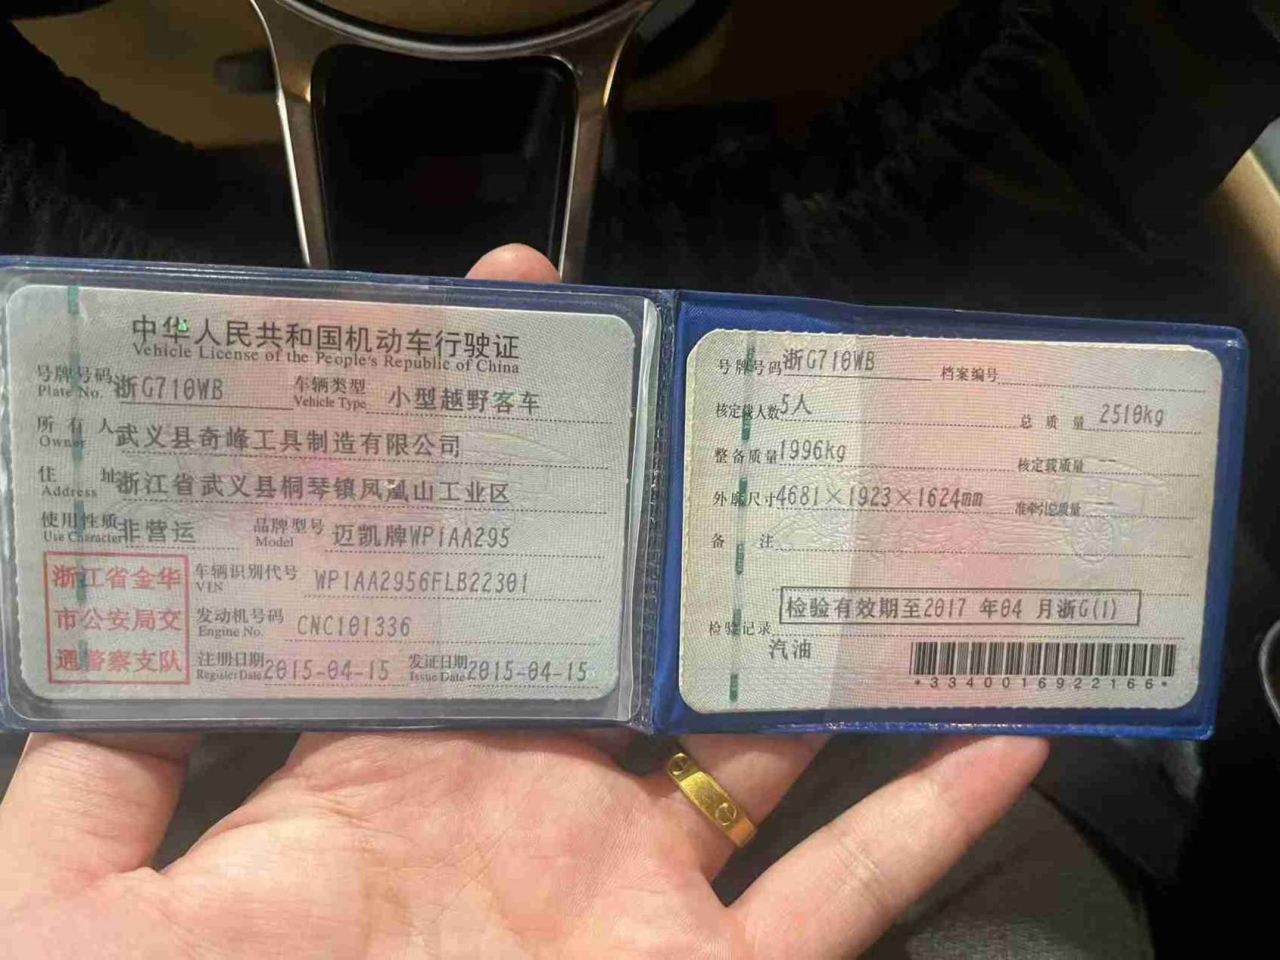 中华人民共和国机动车行驶证
Vehicle License of the People's Republic of China
号牌号码 浙G710WB 车辆类型 小型越野客车
Plate No. Vehicle Type
所有人 武义县奇峰工具制造有限公司
Owner
住址 浙江省武义县桐琴镇凤凰山工业区
Address
使用性质 非营运 品牌型号 迈凯牌WP1AA295
Use Character Model
浙江省金华
市公安局交
通警察支队
车辆识别代号 WP1AA2956FLB22301
VIN
发动机号码 CNC101336
Engine No.
注册日期 2015-04-15 发证日期 2015-04-15
Register Date Issue Date
号牌号码 浙G710WB 档案编号
核定载人数 5人 总质量 2510kg
整备质量 1996kg 核定载质量 --
外廓尺寸 4681×1923×1624mm 准牵引总质量 --
备注
检验记录 检验有效期至2017 年04 月浙G(1)
汽油
*3340016922166*